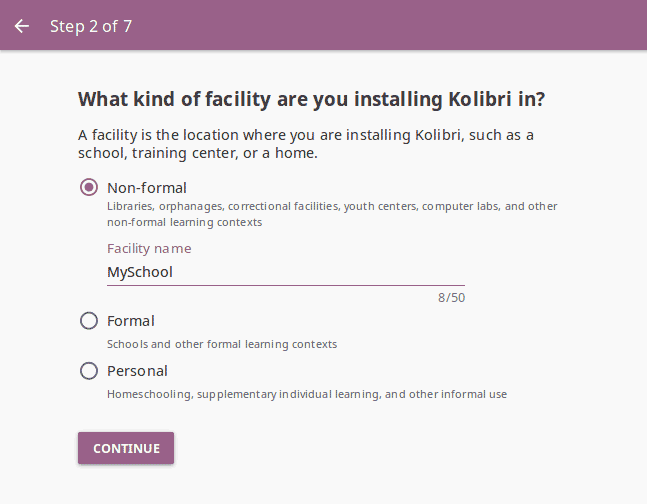 Step 2 of 7
What kind of facility are you installing Kolibri in?
A facility is the location where you are installing Kolibri, such as a
school, training center, or a home.
Non-formal
Libraries, orphanages, correctional facilities, youth centers, computer labs, and other
non-formal learning contexts
Facility name
MySchool
8/50
Formal
Schools and other formal learning contexts
Personal
Homeschooling, supplementary individual learning, and other informal use
CONTINUE